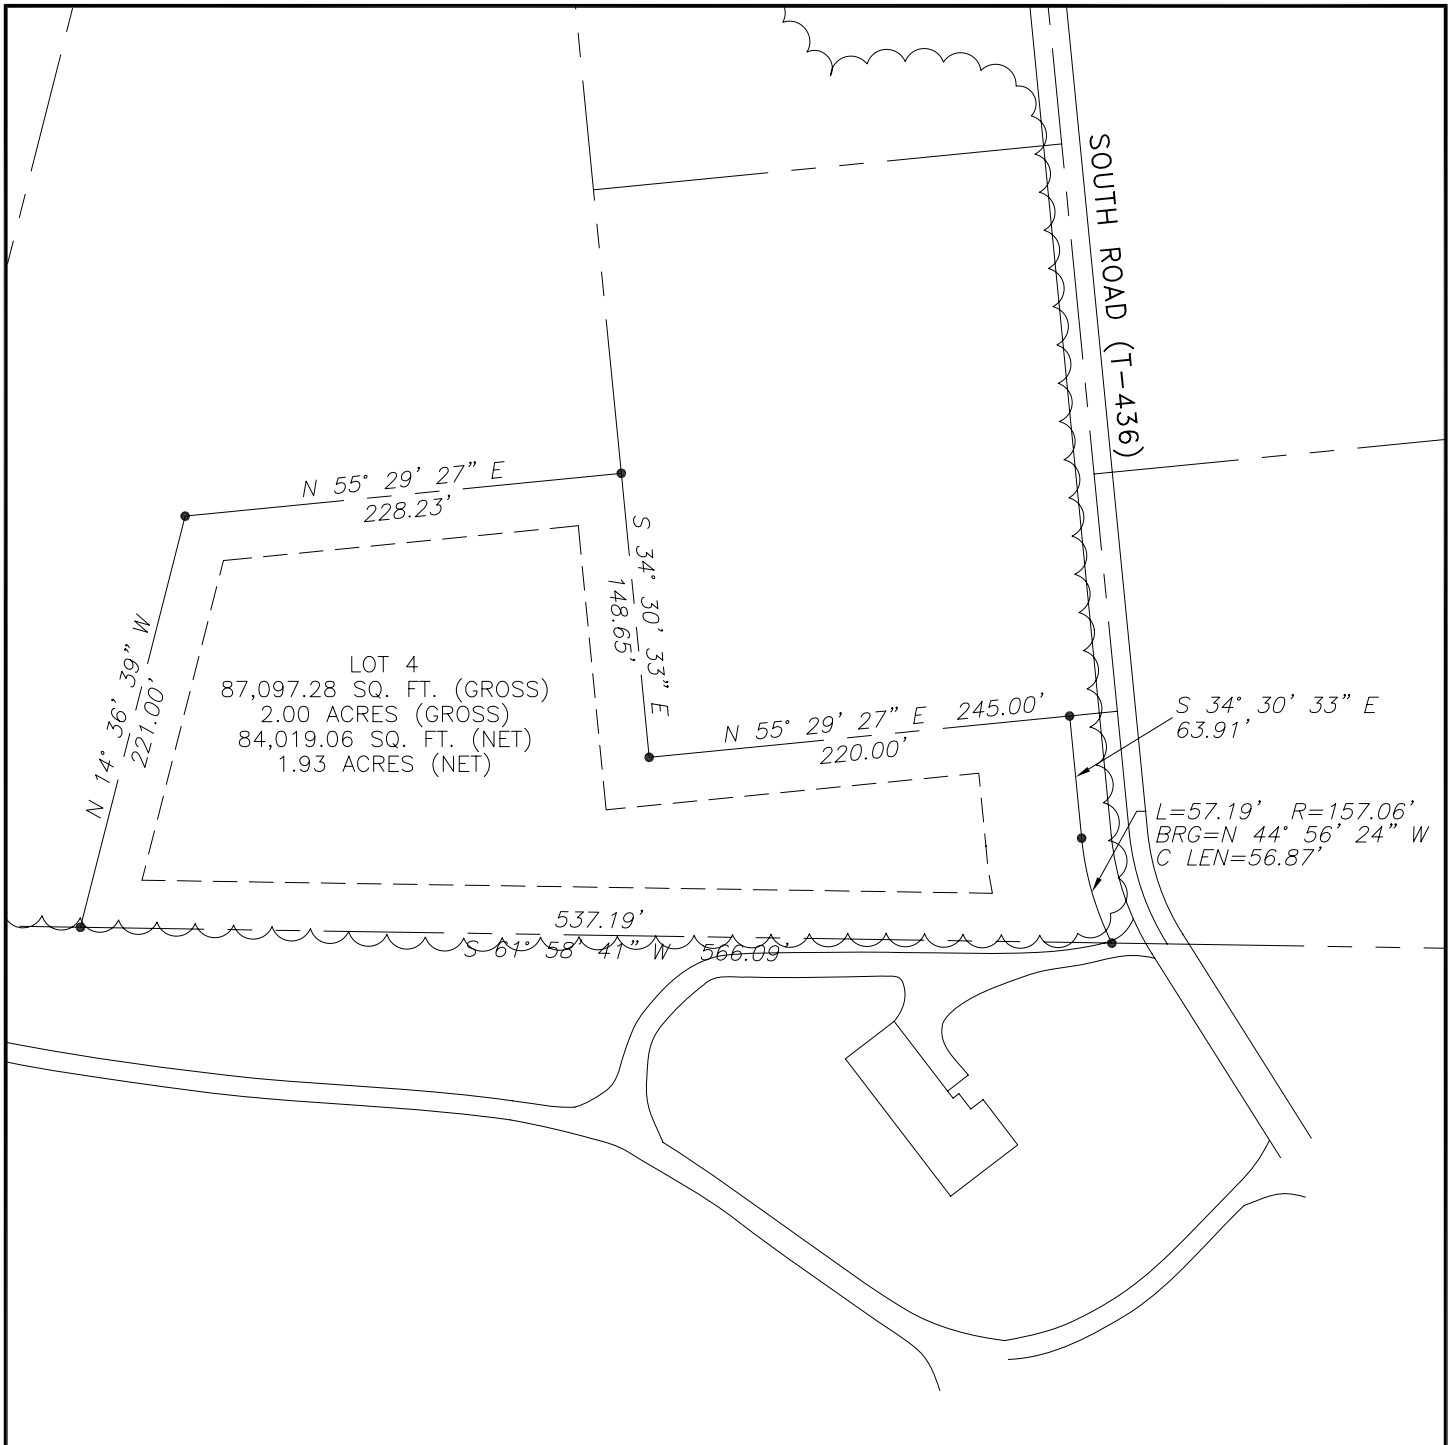 SOUTH ROAD (T-436)
N 55° 29' 27" E
228.23'
S 34° 30' 33" E
148.65'
N 14° 36' 39" W
221.00'
LOT 4
87,097.28 SQ. FT. (GROSS)
2.00 ACRES (GROSS)
84,019.06 SQ. FT. (NET)
1.93 ACRES (NET)
N 55° 29' 27" E 245.00'
220.00'
S 34° 30' 33" E
63.91'
L=57.19' R=157.06'
BRG=N 44° 56' 24" W
C LEN=56.87'
537.19'
S 61° 58' 41" W 566.09'